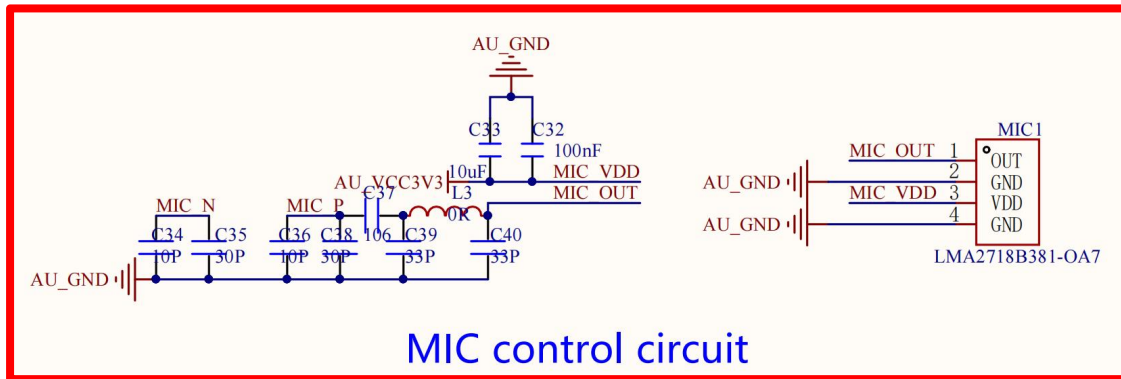 AU_GND
C33
C32
10uF
100nF
AU_VCC3V3
MIC_VDD
MIC_OUT
MIC_N
MIC_P
C37
106
L3
0R
C34
10P
C35
30P
C36
10P
C38
30P
C39
33P
C40
33P
AU_GND
MIC1
MIC_OUT 1 OUT
AU_GND 2 GND
MIC_VDD 3 VDD
AU_GND 4 GND
LMA2718B381-OA7
MIC control circuit